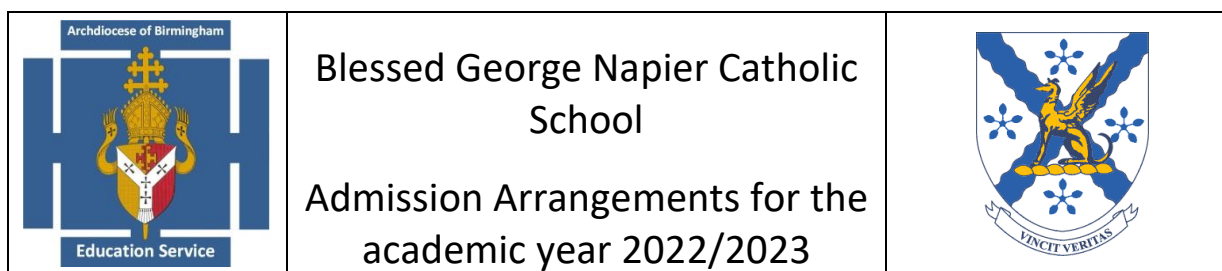 Archdiocese of Birmingham
Education Service
Blessed George Napier Catholic
School
Admission Arrangements for the
academic year 2022/2023
VINCIT VERITAS